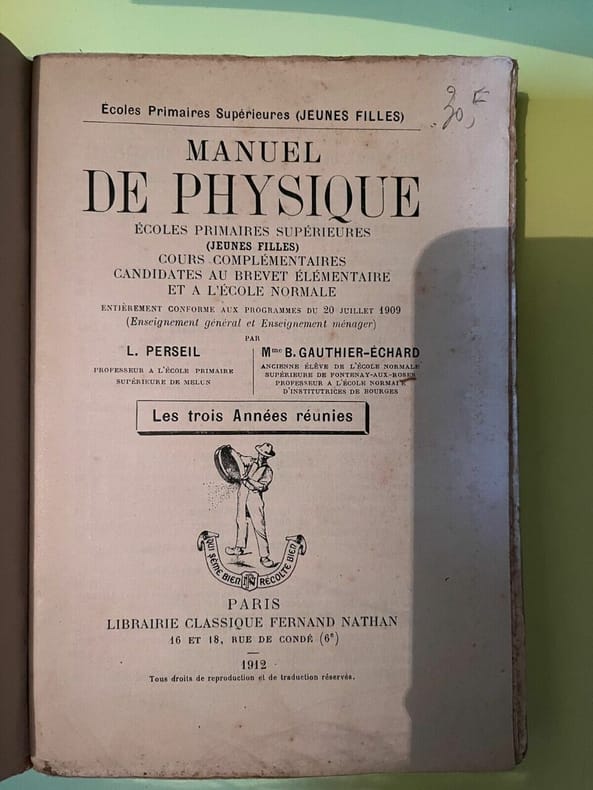 Écoles Primaires Supérieures (JEUNES FILLES)
30,
MANUEL
DE PHYSIQUE
ÉCOLES PRIMAIRES SUPÉRIEURES
(JEUNES FILLES)
COURS COMPLÉMENTAIRES
CANDIDATES AU BREVET ÉLÉMENTAIRE
ET A L'ÉCOLE NORMALE
ENTIÈREMENT CONFORME AUX PROGRAMMES DU 20 JUILLET 1909
(Enseignement général et Enseignement ménager)
PAR
L. PERSEIL
PROFESSEUR A L'ÉCOLE PRIMAIRE
SUPÉRIEURE DE MELUN
Mme B. GAUTHIER-ÉCHARD
ANCIENNE ÉLÈVE DE L'ÉCOLE NORMALE
SUPÉRIEURE DE FONTENAY-AUX-ROSES
PROFESSEUR A L'ÉCOLE NORMALE
D'INSTITUTRICES DE BOURGES
Les trois Années réunies
QUI SÈME BIEN FN RÉCOLTE BIEN
PARIS
LIBRAIRIE CLASSIQUE FERNAND NATHAN
16 ET 18, RUE DE CONDÉ (6e)
1912
Tous droits de reproduction et de traduction réservés.